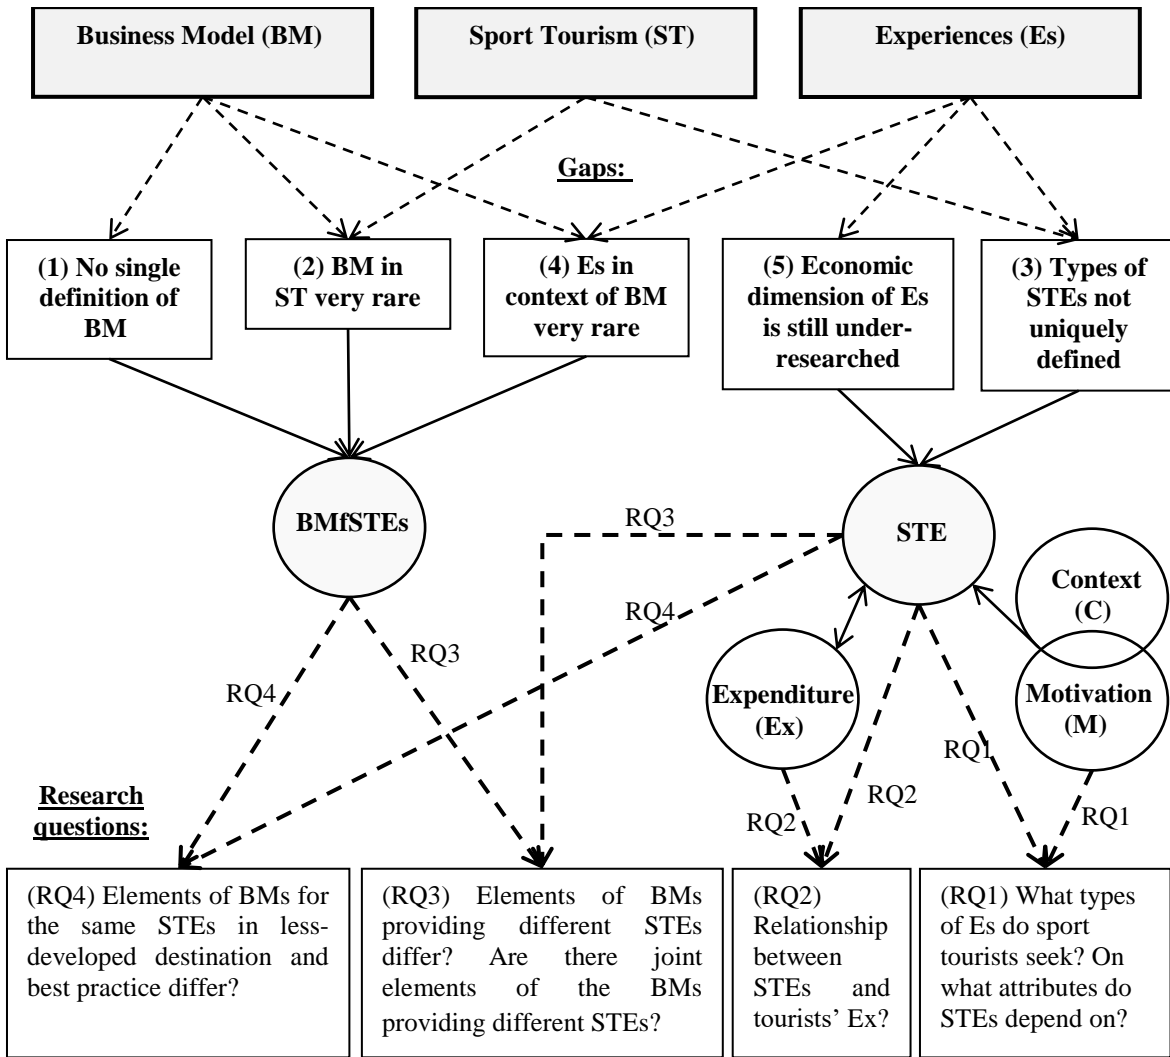 Business Model (BM)
Sport Tourism (ST)
Experiences (Es)
Gaps:
(1) No single
definition of
BM
(2) BM in
ST very rare
(4) Es in
context of BM
very rare
(5) Economic
dimension of Es
is still under-
researched
(3) Types of
STEs not
uniquely
defined
BMfSTEs
STE
RQ3
RQ4
Context
(C)
RQ3
RQ4
Expenditure
(Ex)
Motivation
(M)
RQ1
RQ2
RQ2
RQ1
Research
questions:
(RQ4) Elements of BMs for
the same STEs in less-
developed destination and
best practice differ?
(RQ3) Elements of BMs
providing different STEs
differ? Are there joint
elements of the BMs
providing different STEs?
(RQ2)
Relationship
between
STEs and
tourists' Ex?
(RQ1) What types
of Es do sport
tourists seek? On
what attributes do
STEs depend on?